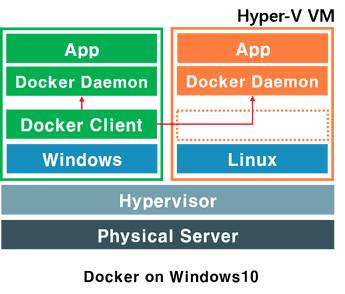 Hyper-V VM
App
Docker Daemon
Docker Client
Windows
App
Docker Daemon
Linux
Hypervisor
Physical Server
Docker on Windows10